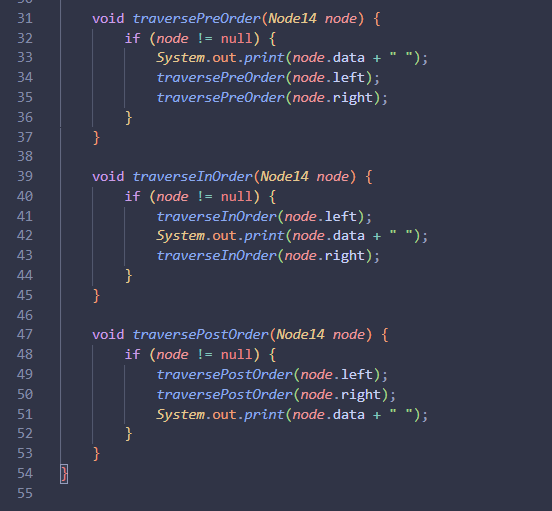 31 void traversePreOrder(Node14 node) {
32 if (node != null) {
33 System.out.print(node.data + " ");
34 traversePreOrder(node.left);
35 traversePreOrder(node.right);
36 }
37 }
38
39 void traverseInOrder(Node14 node) {
40 if (node != null) {
41 traverseInOrder(node.left);
42 System.out.print(node.data + " ");
43 traverseInOrder(node.right);
44 }
45 }
46
47 void traversePostOrder(Node14 node) {
48 if (node != null) {
49 traversePostOrder(node.left);
50 traversePostOrder(node.right);
51 System.out.print(node.data + " ");
52 }
53 }
54 }
55